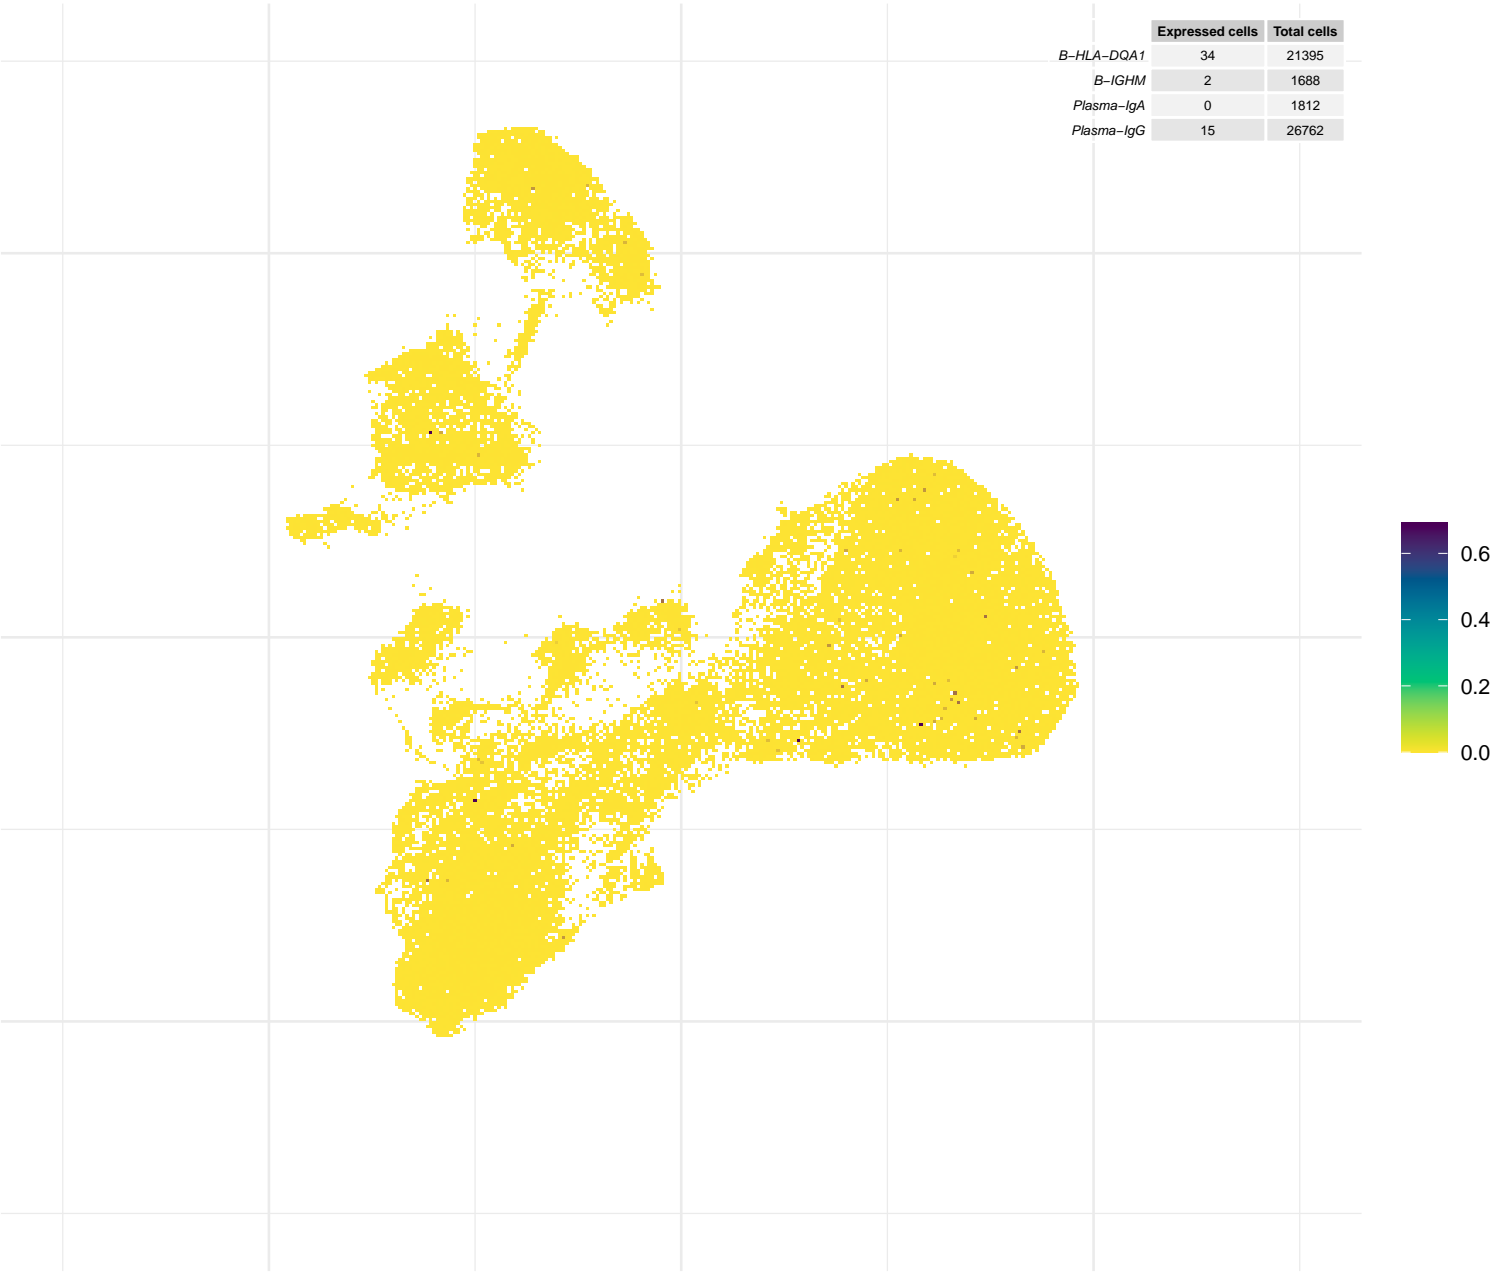 Expressed cells Total cells
B−HLA−DQA1 34 21395
B−IGHM 2 1688
Plasma−IgA 0 1812
Plasma−IgG 15 26762
0.6
0.4
0.2
0.0